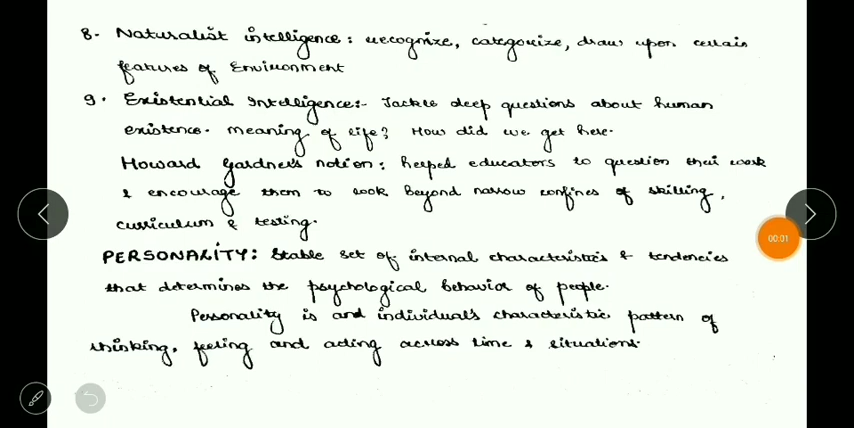 8. Naturalist intelligence: recognize, categorize, draw upon certain
features of Environment
9. Existential Intelligence:- Tackle deep questions about human
existence. meaning of life? How did we get here.
Howard Gardner's notion: helped educators to question their work
& encourage them to look beyond narrow confines of skilling,
curriculum & testing.
PERSONALITY: Stable set of internal characteristics & tendencies
that determines the psychological behavior of people.
Personality is and individual's characteristic pattern of
thinking, feeling and acting across time & situations.
00:01